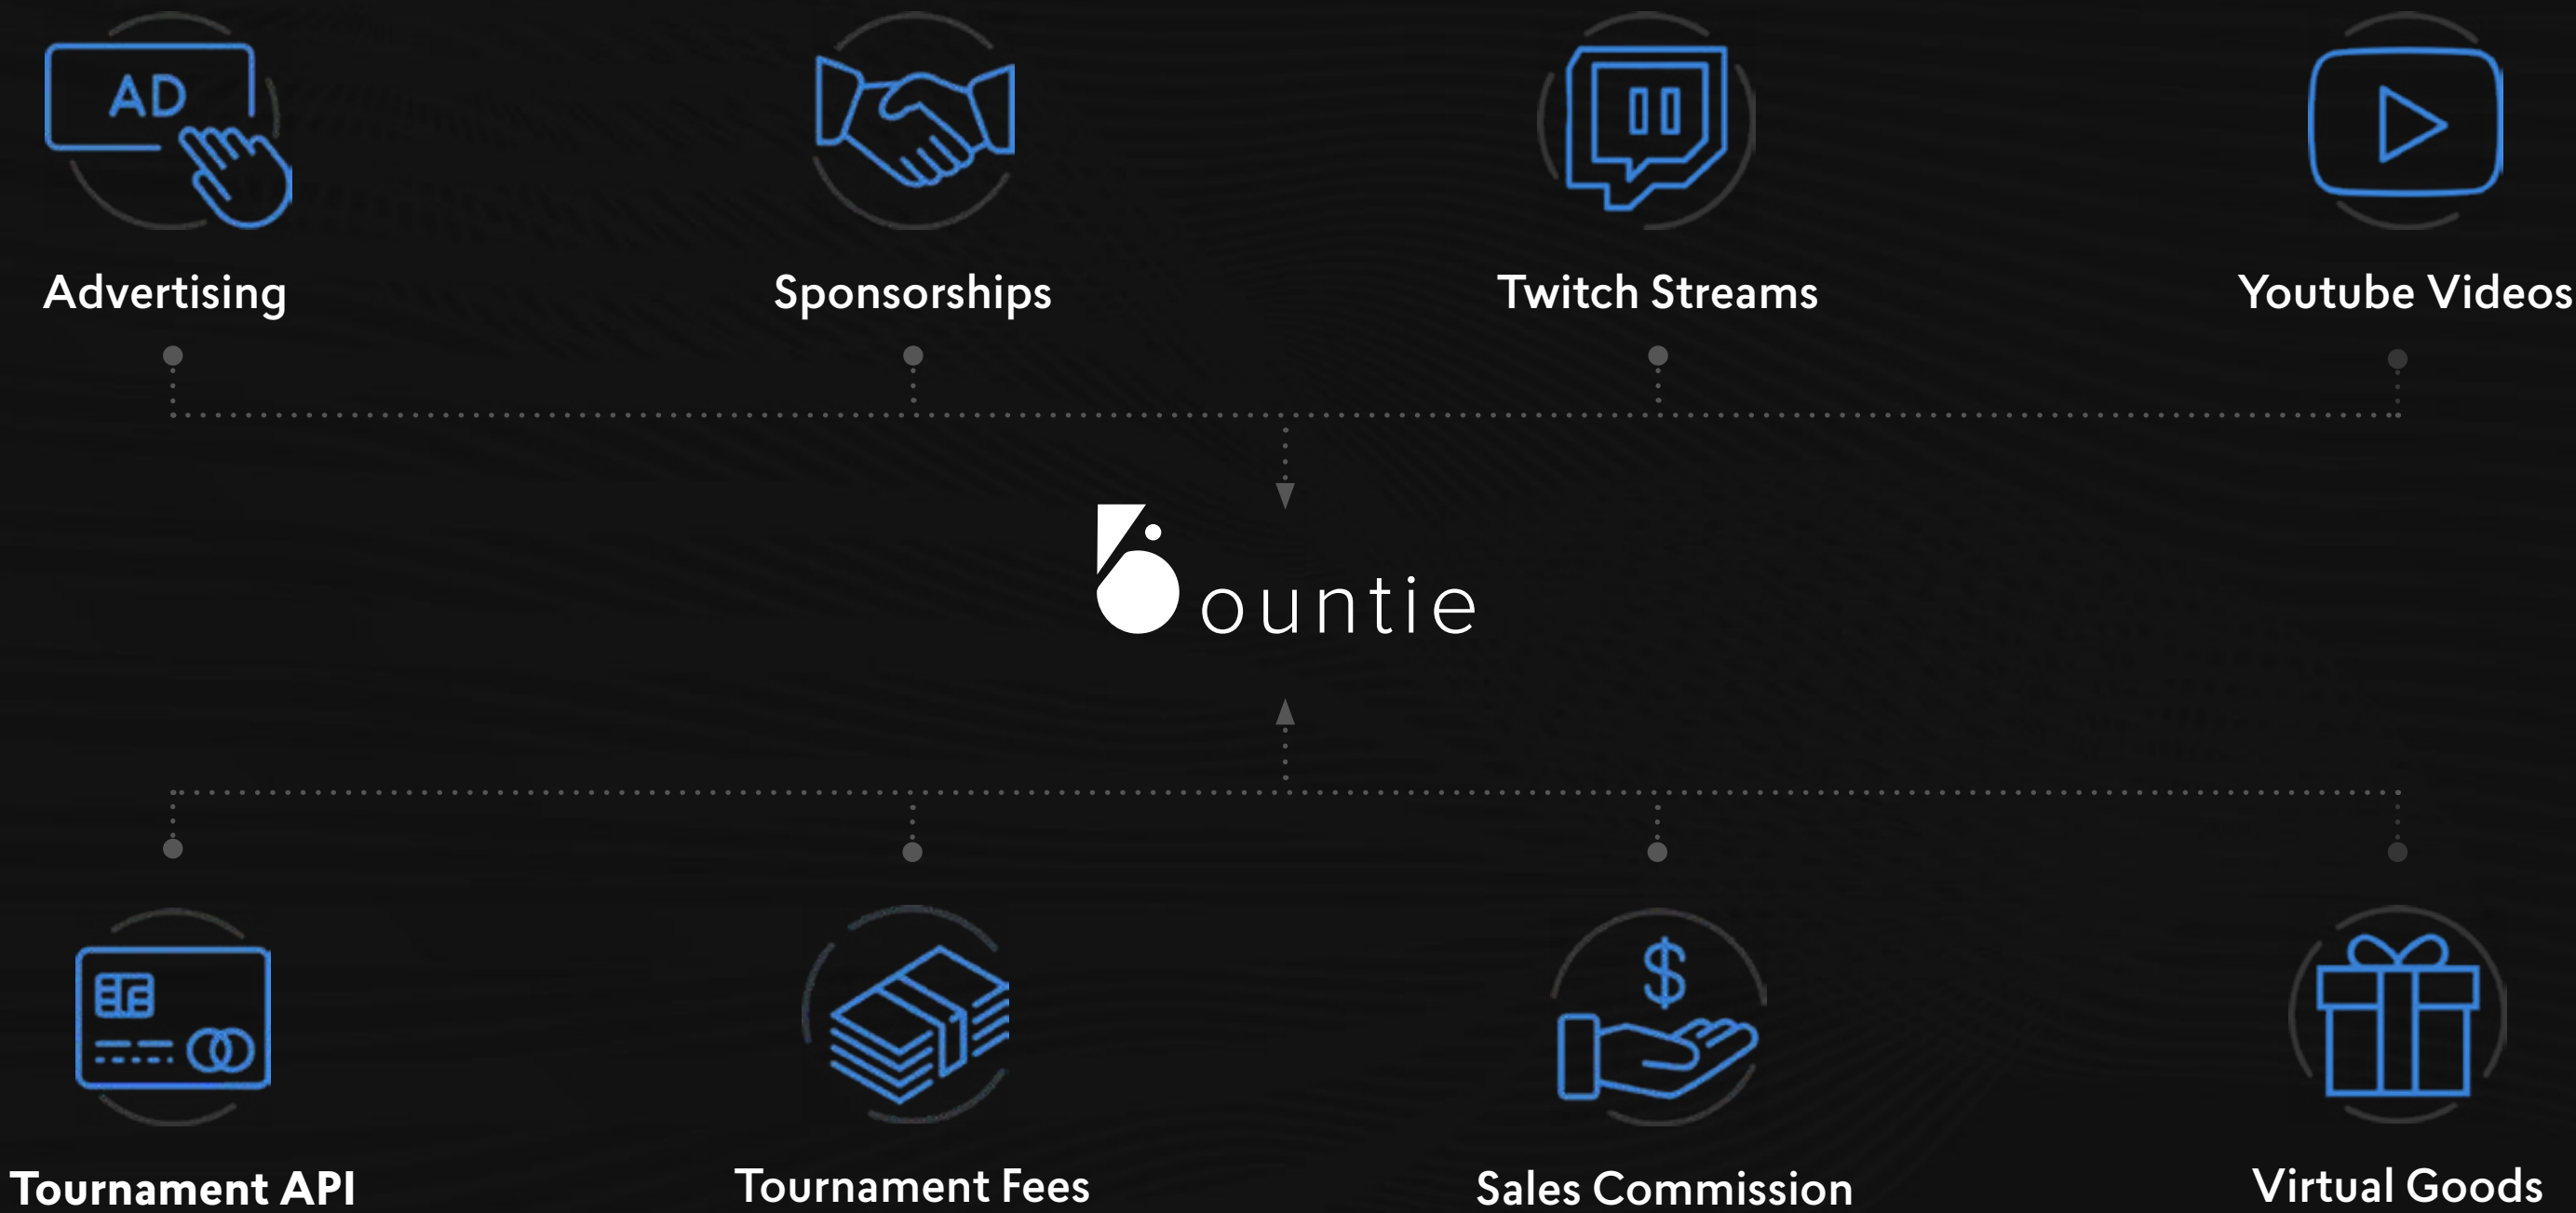 AD
Advertising
Sponsorships
Twitch Streams
Youtube Videos
bountie
$
Tournament API
Tournament Fees
Sales Commission
Virtual Goods